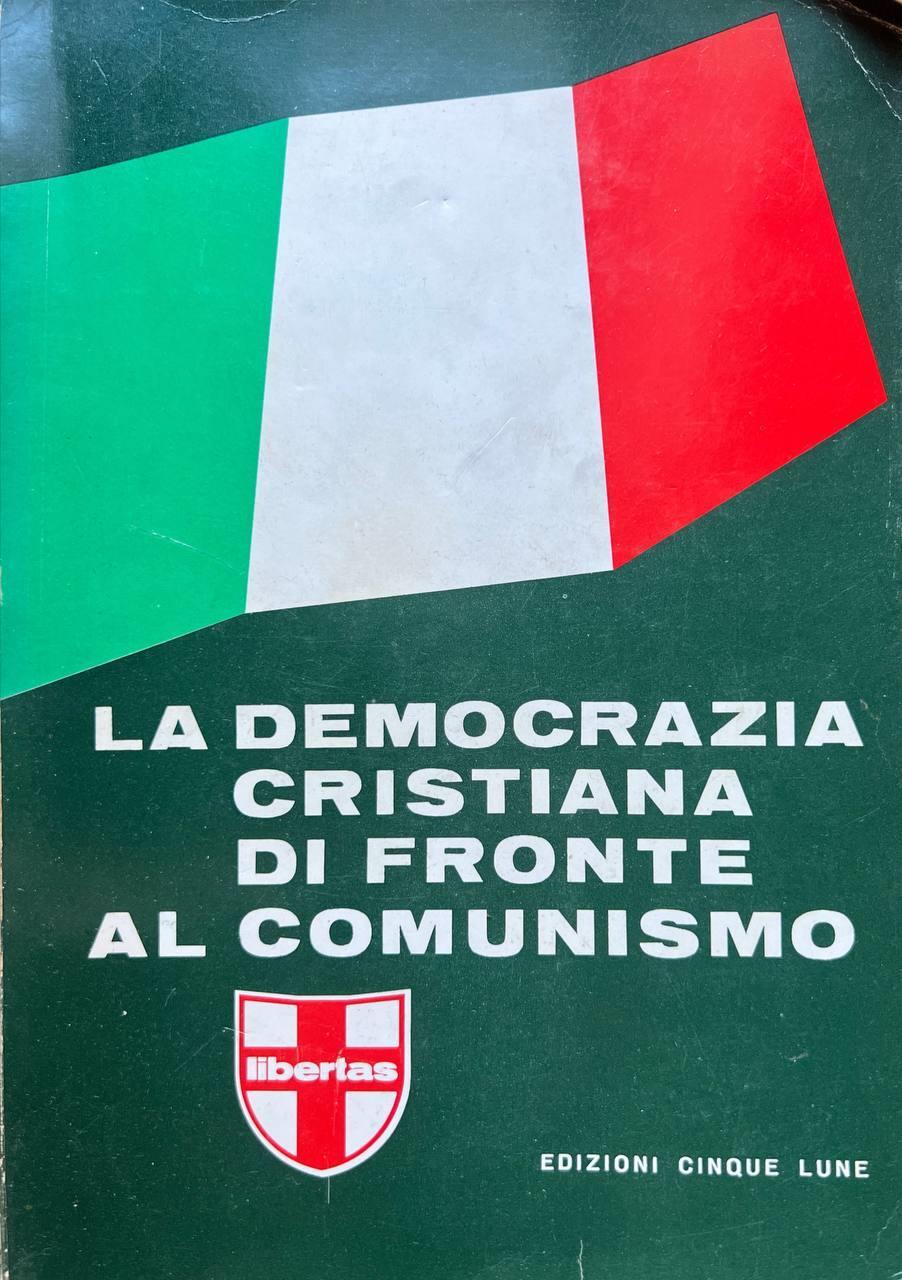 LA DEMOCRAZIA
CRISTIANA
DI FRONTE
AL COMUNISMO
libertas
EDIZIONI CINQUE LUNE